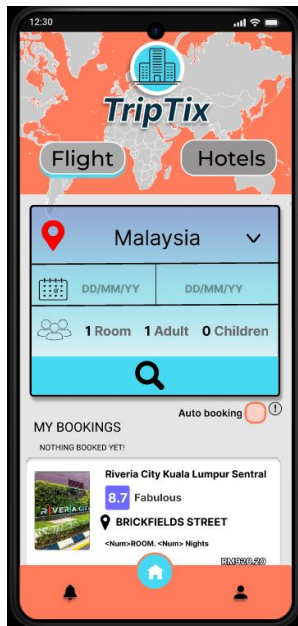 12:30
TripTix
Flight Hotels
Malaysia
DD/MM/YY DD/MM/YY
1 Room 1 Adult 0 Children
Auto booking
MY BOOKINGS
NOTHING BOOKED YET!
Riveria City Kuala Lumpur Sentral
8.7 Fabulous
BRICKFIELDS STREET
<Num>ROOM. <Num> Nights